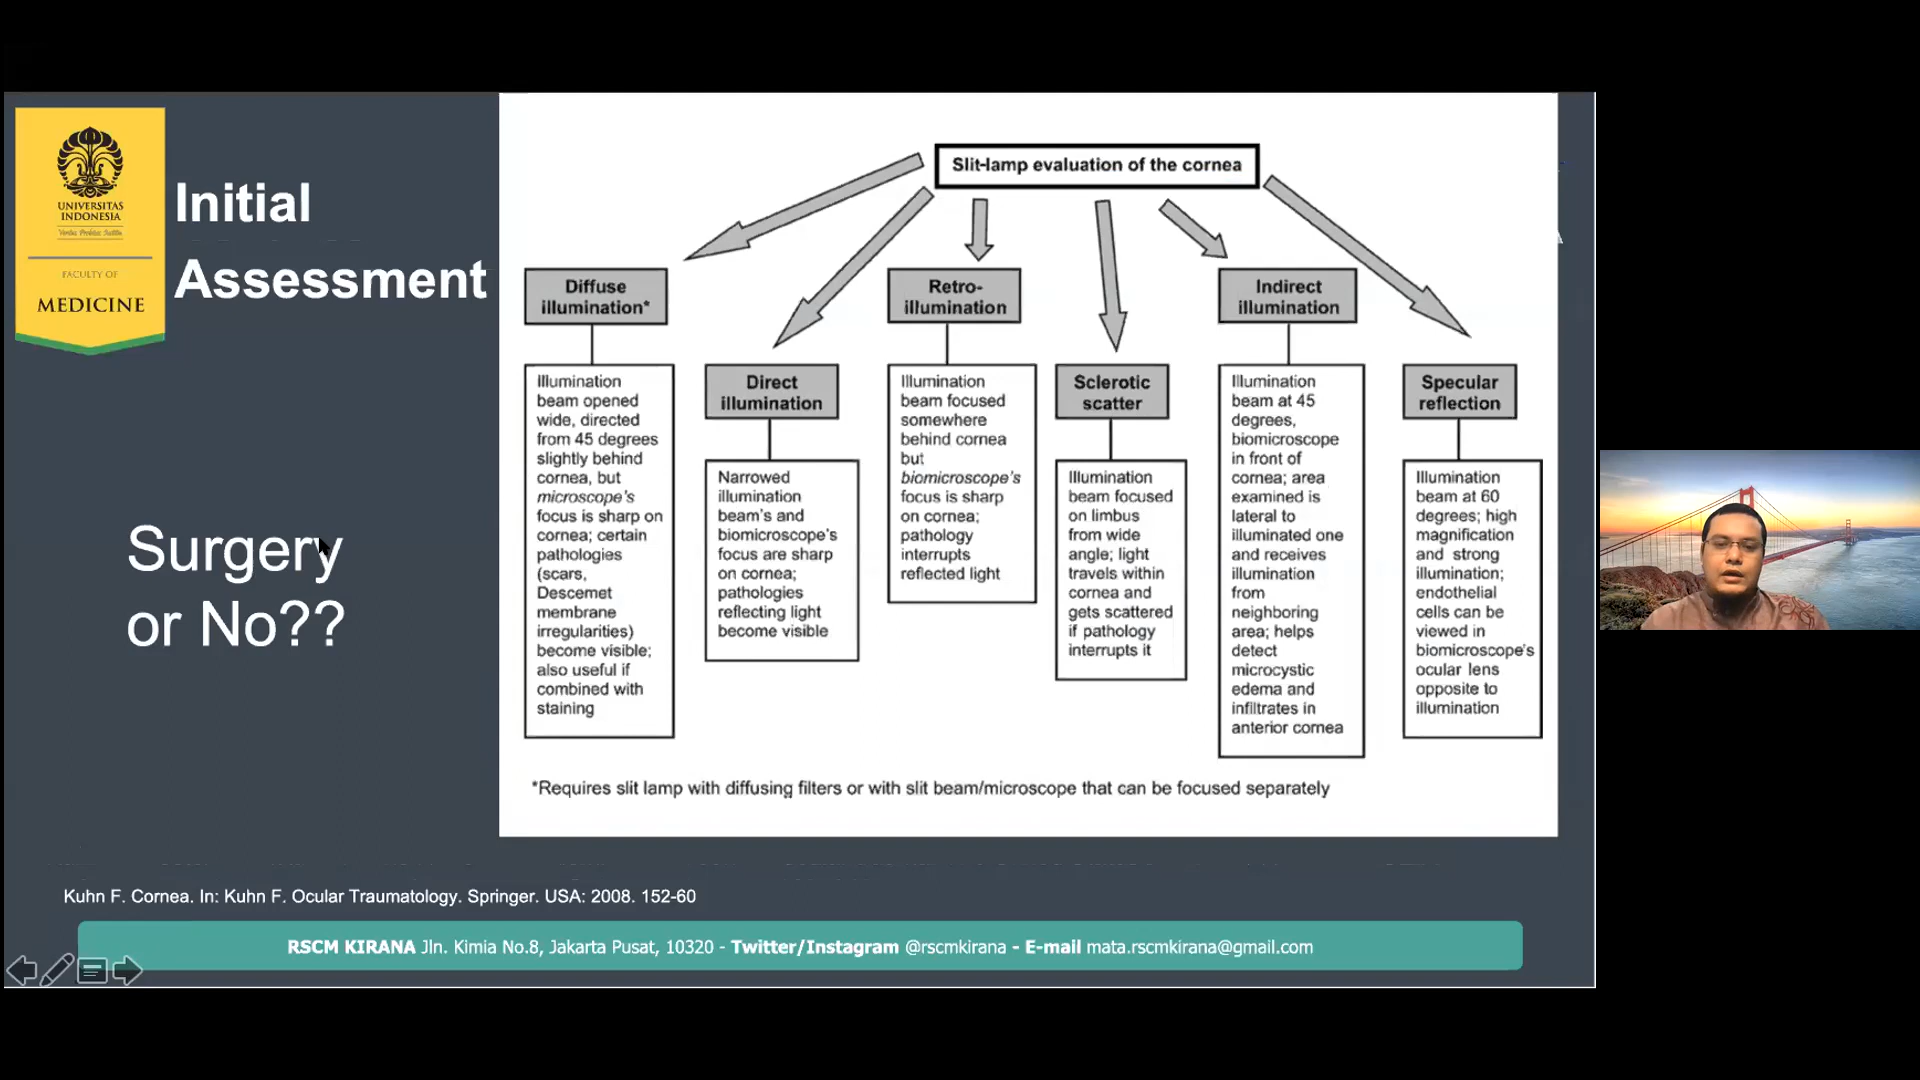 UNIVERSITAS
INDONESIA
FACULTY OF
MEDICINE
Initial
Assessment
Surgery
or No??
Slit-lamp evaluation of the cornea
Diffuse
illumination*
Illumination
beam opened
wide, directed
from 45 degrees
slightly behind
cornea, but
microscope's
focus is sharp on
cornea; certain
pathologies
(scars,
Descemet
membrane
irregularities)
become visible;
also useful if
combined with
staining
Direct
illumination
Narrowed
illumination
beam's and
biomicroscope's
focus are sharp
on cornea;
pathologies
reflecting light
become visible
Retro-
illumination
Illumination
beam focused
somewhere
behind cornea
but
biomicroscope's
focus is sharp
on cornea;
pathology
interrupts
reflected light
Sclerotic
scatter
Illumination
beam focused
on limbus
from wide
angle; light
travels within
cornea and
gets scattered
if pathology
interrupts it
Indirect
illumination
Illumination
beam at 45
degrees,
biomicroscope
in front of
cornea; area
examined is
lateral to
illuminated one
and receives
illumination
from
neighboring
area; helps
detect
microcystic
edema and
infiltrates in
anterior cornea
Specular
reflection
Illumination
beam at 60
degrees; high
magnification
and strong
illumination;
endothelial
cells can be
viewed in
biomicroscope's
ocular lens
opposite to
illumination
*Requires slit lamp with diffusing filters or with slit beam/microscope that can be focused separately
Kuhn F. Cornea. In: Kuhn F. Ocular Traumatology. Springer. USA: 2008. 152-60
RSCM KIRANA Jln. Kimia No.8, Jakarta Pusat, 10320 - Twitter/Instagram @rscmkirana - E-mail mata.rscmkirana@gmail.com